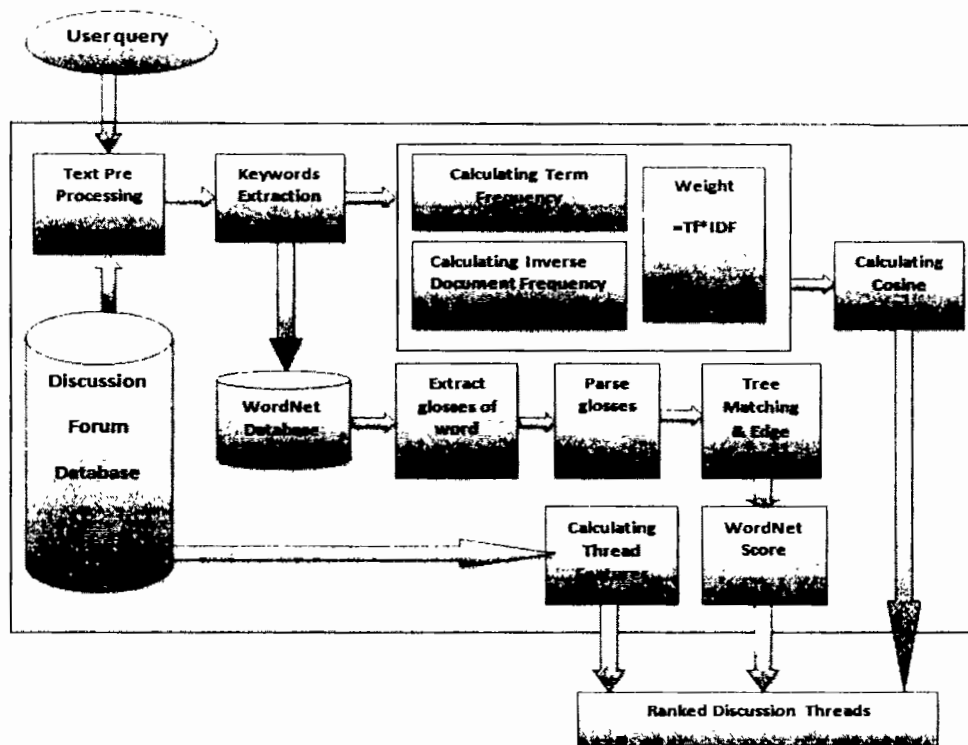 User query
Text Pre
Processing
Keywords
Extraction
Calculating Term
Frequency
Weight
=Tf*IDF
Calculating Inverse
Document Frequency
Calculating
Cosine
Discussion
Forum
Database
WordNet
Database
Extract
glosses of
word
Parse
glosses
Tree
Matching
& Edge
Calculating
Thread
Features
WordNet
Score
Ranked Discussion Threads